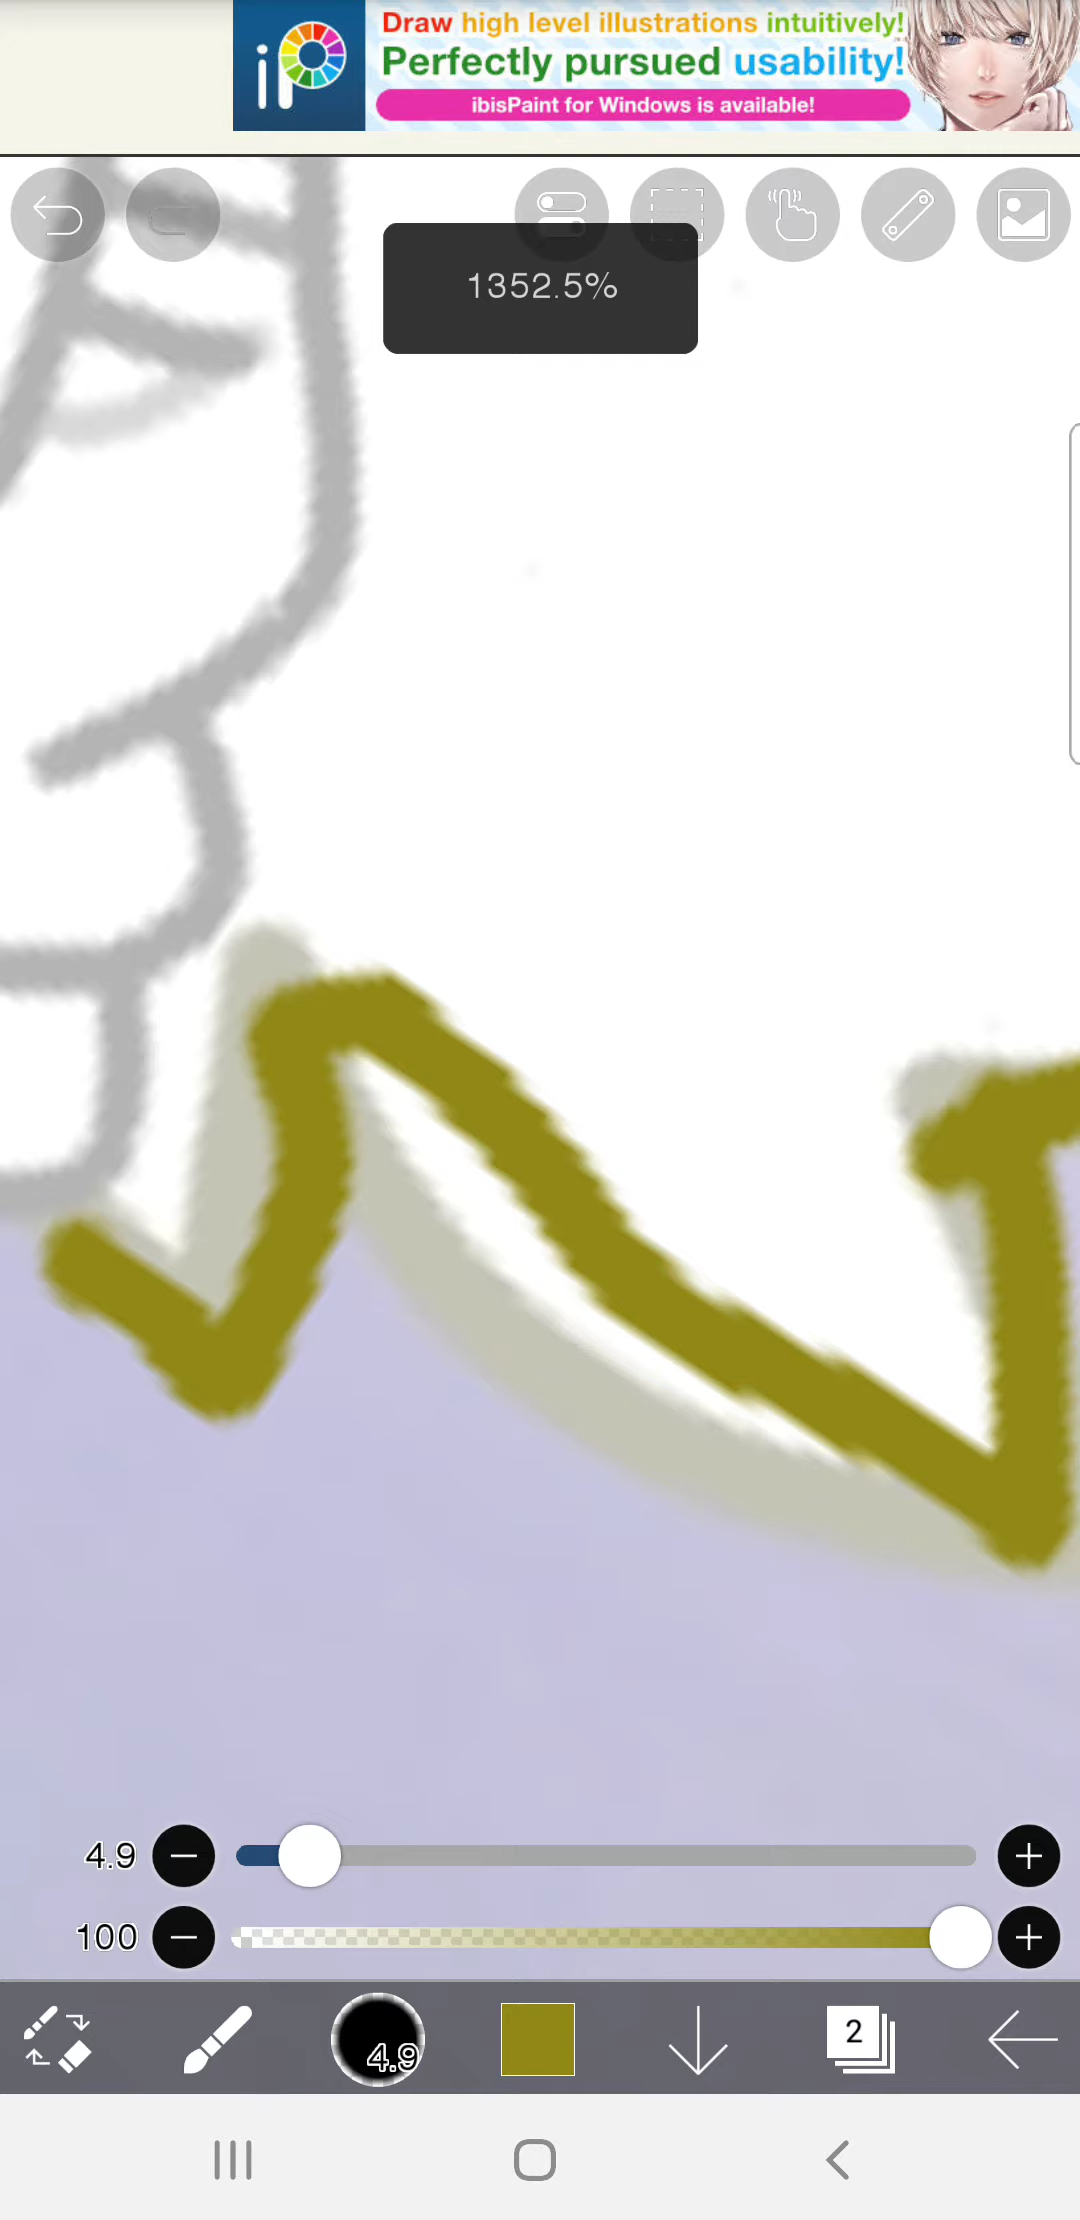 iP
Draw high level illustrations intuitively!
Perfectly pursued usability!
ibisPaint for Windows is available!
1352.5%
4.9
100
4.9
2